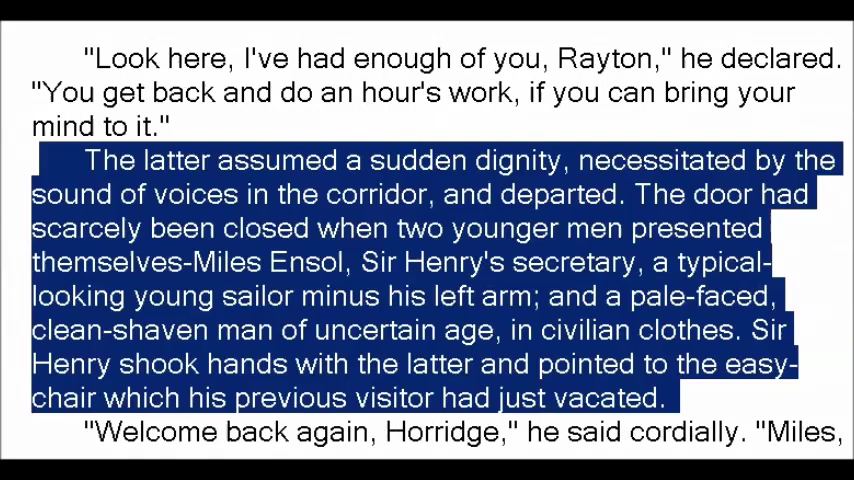 "Look here, I've had enough of you, Rayton," he declared.
"You get back and do an hour's work, if you can bring your
mind to it."
The latter assumed a sudden dignity, necessitated by the
sound of voices in the corridor, and departed. The door had
scarcely been closed when two younger men presented
themselves-Miles Ensol, Sir Henry's secretary, a typical-
looking young sailor minus his left arm; and a pale-faced,
clean-shaven man of uncertain age, in civilian clothes. Sir
Henry shook hands with the latter and pointed to the easy-
chair which his previous visitor had just vacated.
"Welcome back again, Horridge," he said cordially. "Miles,